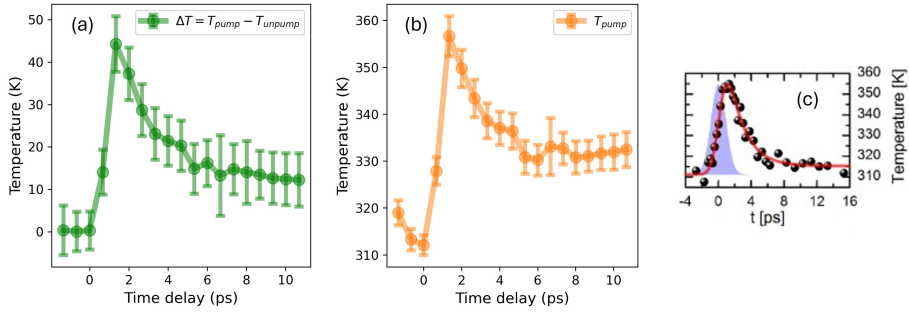 (a)
ΔT = T_pump − T_unpump
50
40
30
20
10
0
Temperature (K)
0 2 4 6 8 10
Time delay (ps)
(b)
T_pump
360
350
340
330
320
310
Temperature (K)
0 2 4 6 8 10
Time delay (ps)
(c)
360
350
340
330
320
310
Temperature [K]
-4 0 4 8 12 16
t [ps]